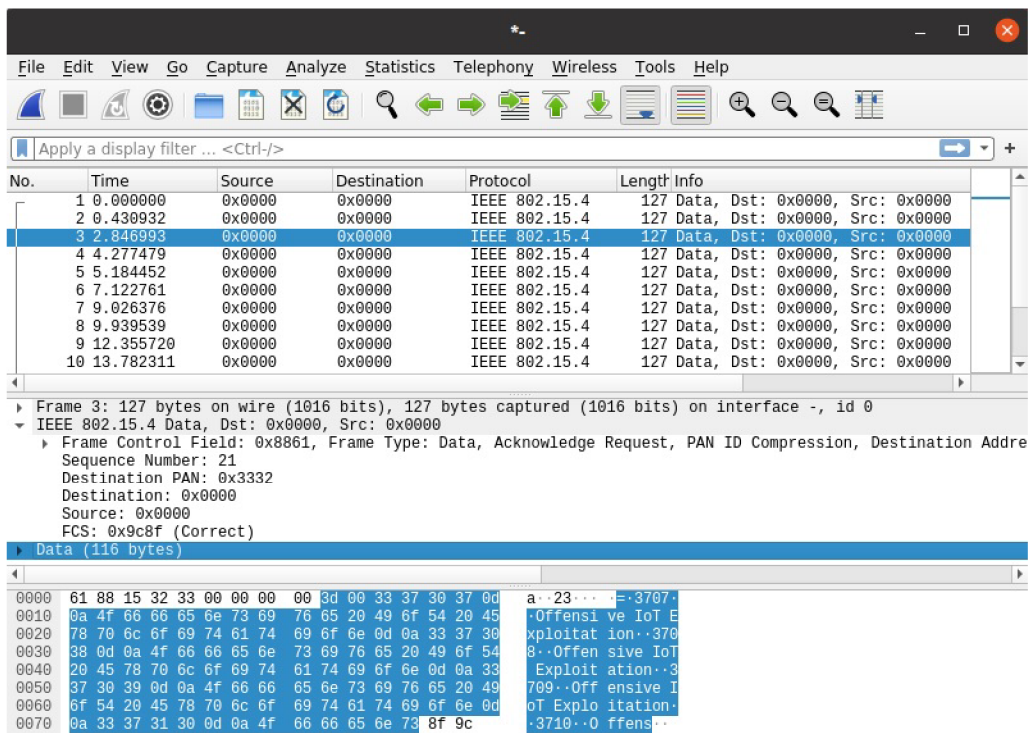 *-
File Edit View Go Capture Analyze Statistics Telephony Wireless Tools Help
Apply a display filter ... <Ctrl-/>
No. Time Source Destination Protocol Length Info
1 0.000000 0x0000 0x0000 IEEE 802.15.4 127 Data, Dst: 0x0000, Src: 0x0000
2 0.430932 0x0000 0x0000 IEEE 802.15.4 127 Data, Dst: 0x0000, Src: 0x0000
3 2.846993 0x0000 0x0000 IEEE 802.15.4 127 Data, Dst: 0x0000, Src: 0x0000
4 4.277479 0x0000 0x0000 IEEE 802.15.4 127 Data, Dst: 0x0000, Src: 0x0000
5 5.184452 0x0000 0x0000 IEEE 802.15.4 127 Data, Dst: 0x0000, Src: 0x0000
6 7.122761 0x0000 0x0000 IEEE 802.15.4 127 Data, Dst: 0x0000, Src: 0x0000
7 9.026376 0x0000 0x0000 IEEE 802.15.4 127 Data, Dst: 0x0000, Src: 0x0000
8 9.939539 0x0000 0x0000 IEEE 802.15.4 127 Data, Dst: 0x0000, Src: 0x0000
9 12.355720 0x0000 0x0000 IEEE 802.15.4 127 Data, Dst: 0x0000, Src: 0x0000
10 13.782311 0x0000 0x0000 IEEE 802.15.4 127 Data, Dst: 0x0000, Src: 0x0000
Frame 3: 127 bytes on wire (1016 bits), 127 bytes captured (1016 bits) on interface -, id 0
IEEE 802.15.4 Data, Dst: 0x0000, Src: 0x0000
Frame Control Field: 0x8861, Frame Type: Data, Acknowledge Request, PAN ID Compression, Destination Addre
Sequence Number: 21
Destination PAN: 0x3332
Destination: 0x0000
Source: 0x0000
FCS: 0x9c8f (Correct)
Data (116 bytes)
0000 61 88 15 32 33 00 00 00 00 3d 00 33 37 30 37 0d a··23··· ·=·3707·
0010 0a 4f 66 66 65 6e 73 69 76 65 20 49 6f 54 20 45 ·Offensi ve IoT E
0020 78 70 6c 6f 69 74 61 74 69 6f 6e 0d 0a 33 37 30 xploitat ion··370
0030 38 0d 0a 4f 66 66 65 6e 73 69 76 65 20 49 6f 54 8··Offen sive IoT
0040 20 45 78 70 6c 6f 69 74 61 74 69 6f 6e 0d 0a 33 Exploit ation··3
0050 37 30 39 0d 0a 4f 66 66 65 6e 73 69 76 65 20 49 709··Off ensive I
0060 6f 54 20 45 78 70 6c 6f 69 74 61 74 69 6f 6e 0d oT Explo itation·
0070 0a 33 37 31 30 0d 0a 4f 66 66 65 6e 73 8f 9c ·3710··O ffens··